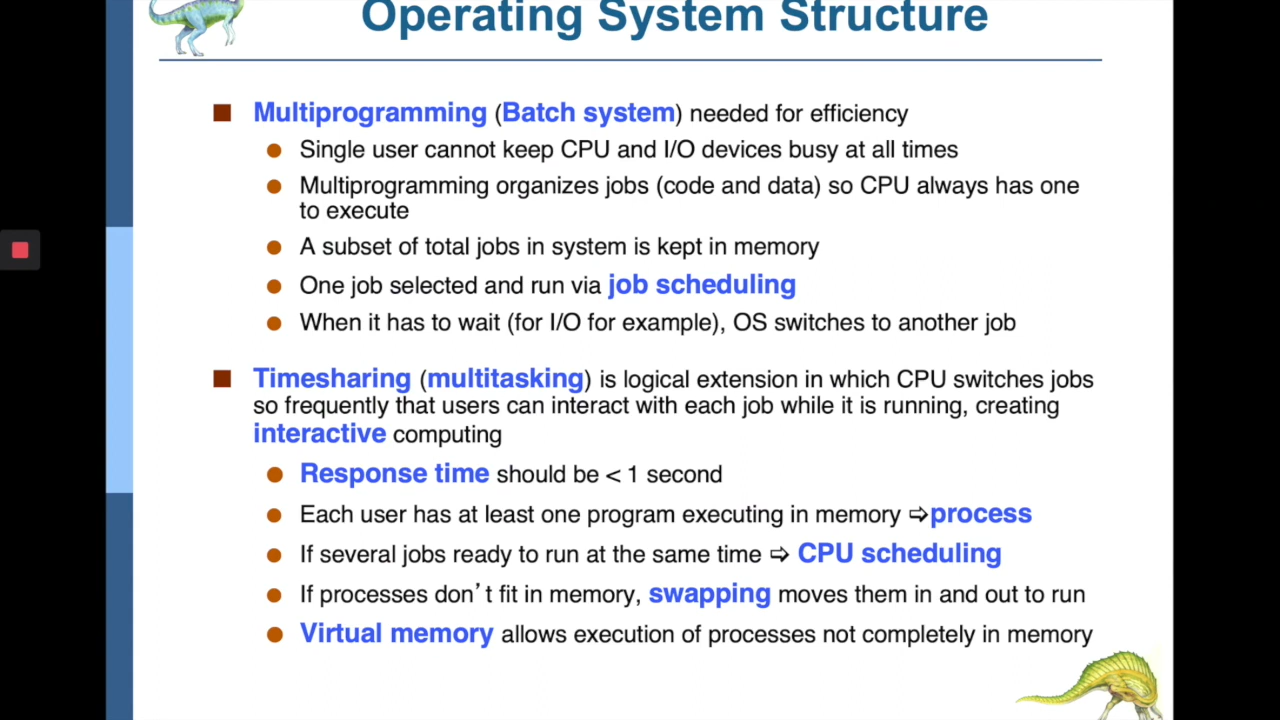 Operating System Structure
Multiprogramming (Batch system) needed for efficiency
Single user cannot keep CPU and I/O devices busy at all times
Multiprogramming organizes jobs (code and data) so CPU always has one
to execute
A subset of total jobs in system is kept in memory
One job selected and run via job scheduling
When it has to wait (for I/O for example), OS switches to another job
Timesharing (multitasking) is logical extension in which CPU switches jobs
so frequently that users can interact with each job while it is running, creating
interactive computing
Response time should be < 1 second
Each user has at least one program executing in memory ⇨process
If several jobs ready to run at the same time ⇨ CPU scheduling
If processes don’t fit in memory, swapping moves them in and out to run
Virtual memory allows execution of processes not completely in memory